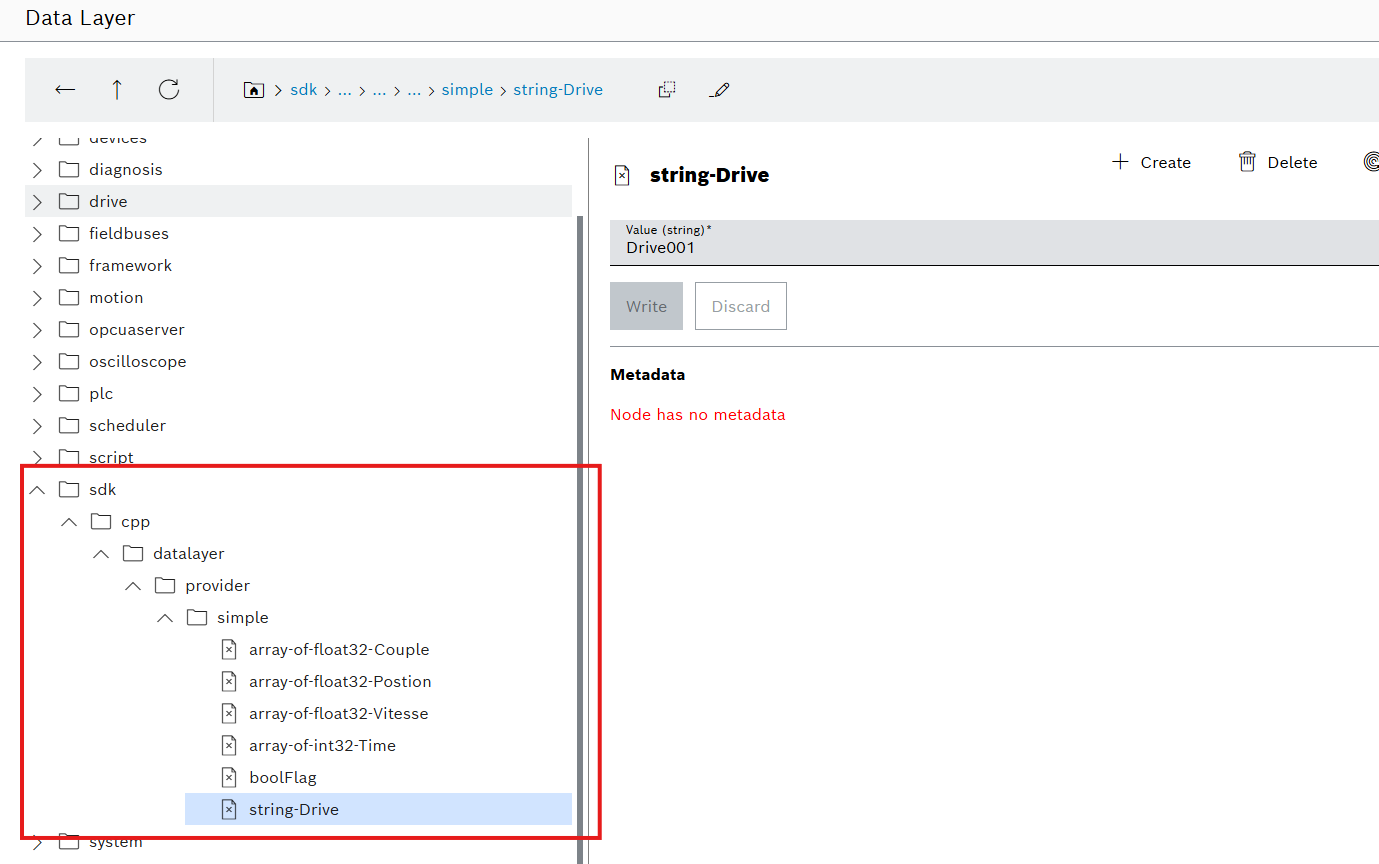 Data Layer
sdk > ... > ... > ... > simple > string-Drive
devices
diagnosis
drive
fieldbuses
framework
motion
opcuaserver
oscilloscope
plc
scheduler
script
sdk
cpp
datalayer
provider
simple
array-of-float32-Couple
array-of-float32-Postion
array-of-float32-Vitesse
array-of-int32-Time
boolFlag
string-Drive
system
string-Drive
Create
Delete
Value (string)*
Drive001
Write
Discard
Metadata
Node has no metadata